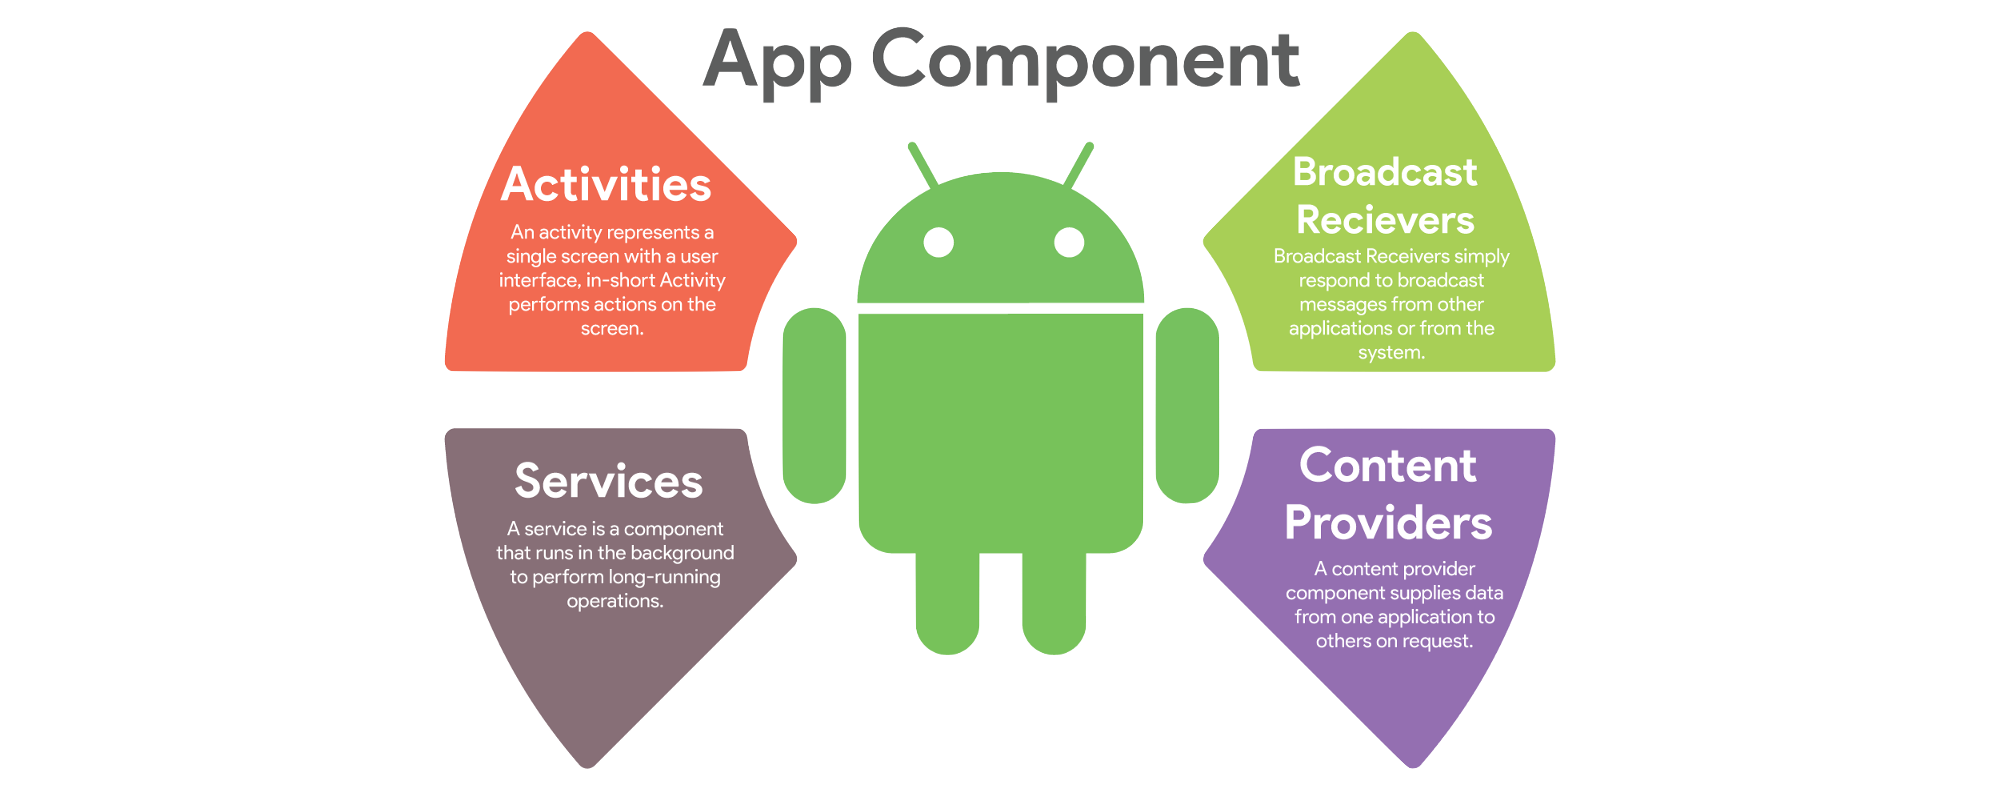 App Component
Activities
An activity represents a
single screen with a user
interface, in-short Activity
performs actions on the
screen.
Broadcast
Recievers
Broadcast Receivers simply
respond to broadcast
messages from other
applications or from the
system.
Services
A service is a component
that runs in the background
to perform long-running
operations.
Content
Providers
A content provider
component supplies data
from one application to
others on request.